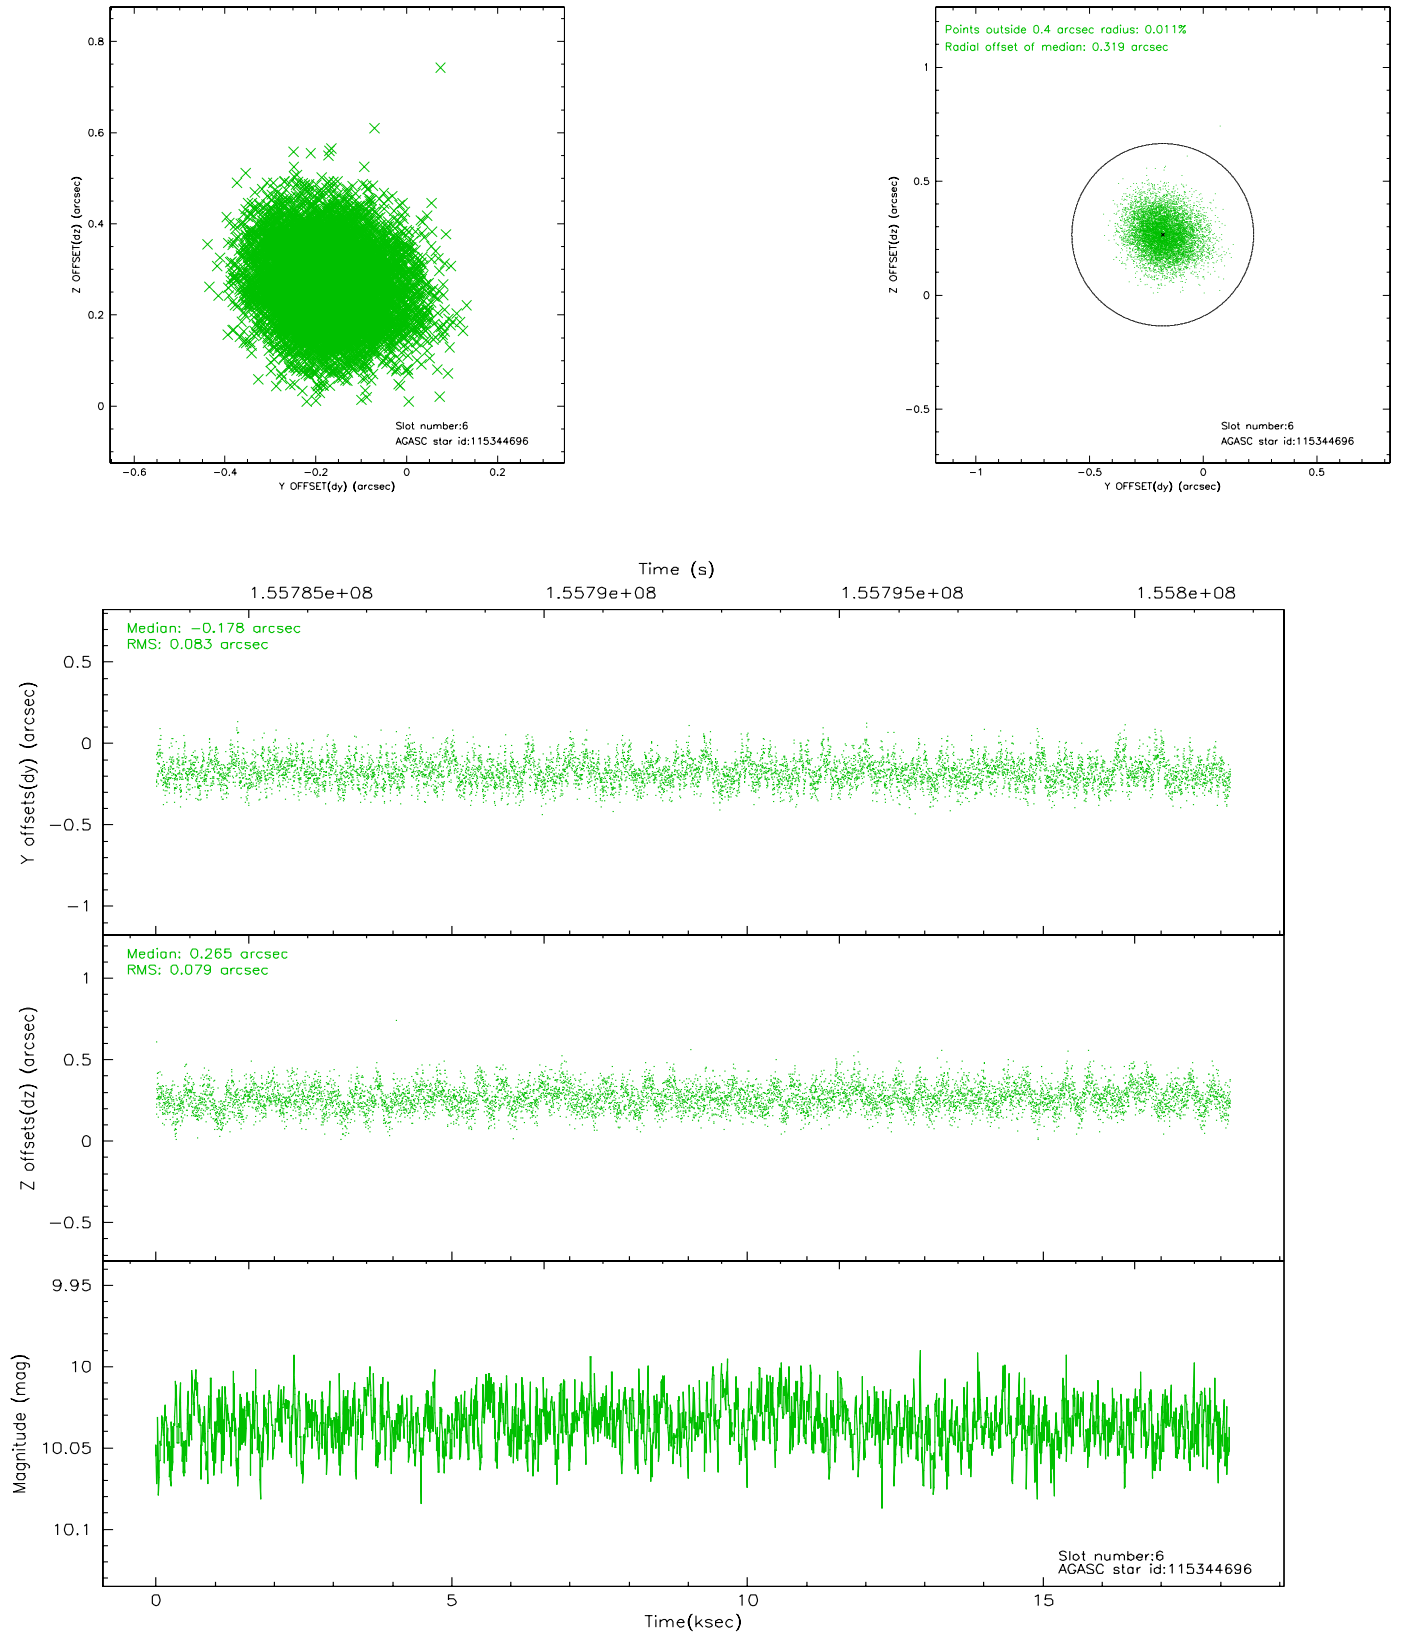 0.8
0.6
0.4
0.2
0
Z OFFSET(dz) (arcsec)
Slot number:6
AGASC star id:115344696
−0.6 −0.4 −0.2 0 0.2
Y OFFSET(dy) (arcsec)
Points outside 0.4 arcsec radius: 0.011%
Radial offset of median: 0.319 arcsec
1
0.5
0
−0.5
Z OFFSET(dz) (arcsec)
Slot number:6
AGASC star id:115344696
−1 −0.5 0 0.5
Y OFFSET(dy) (arcsec)
Time (s)
1.55785e+08 1.5579e+08 1.55795e+08 1.558e+08
Median: −0.178 arcsec
RMS: 0.083 arcsec
0.5
0
−0.5
−1
Y offsets(dy) (arcsec)
Median: 0.265 arcsec
RMS: 0.079 arcsec
1
0.5
0
−0.5
Z offsets(dz) (arcsec)
9.95
10
10.05
10.1
Magnitude (mag)
Slot number:6
AGASC star id:115344696
0 5 10 15
Time(ksec)